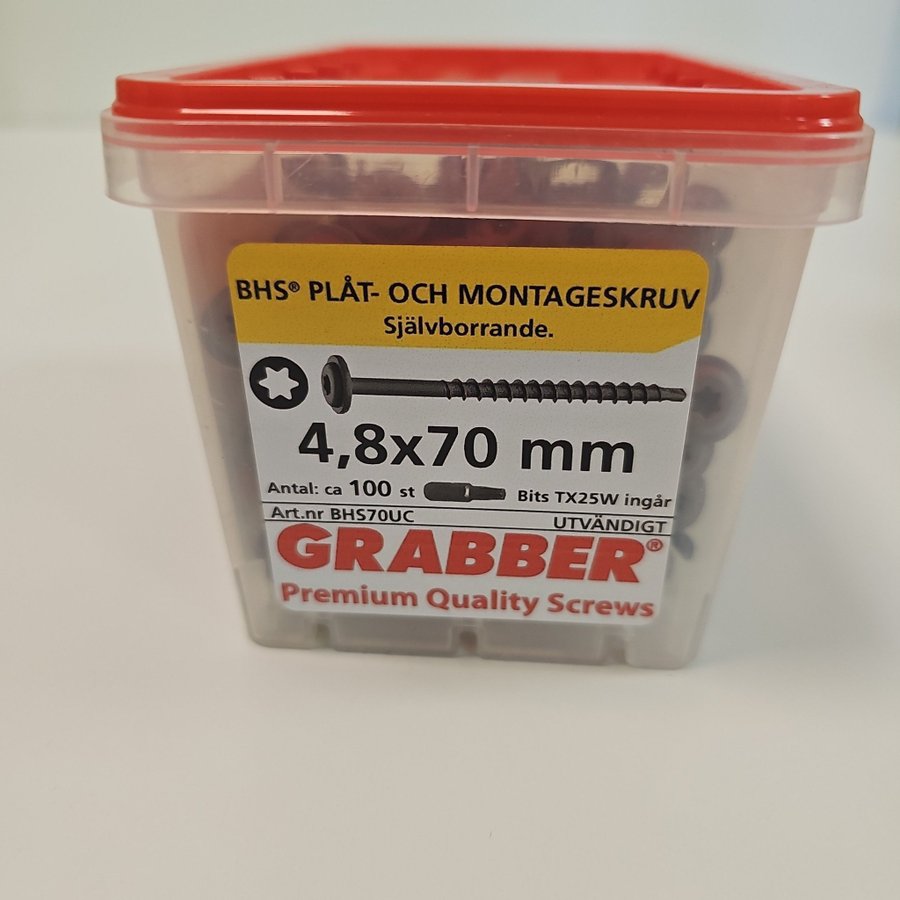 BHS® PLÅT- OCH MONTAGESKRUV
Självborrande.
4,8x70 mm
Antal: ca 100 st Bits TX25W ingår
Art.nr BHS70UC UTVÄNDIGT
GRABBER®
Premium Quality Screws